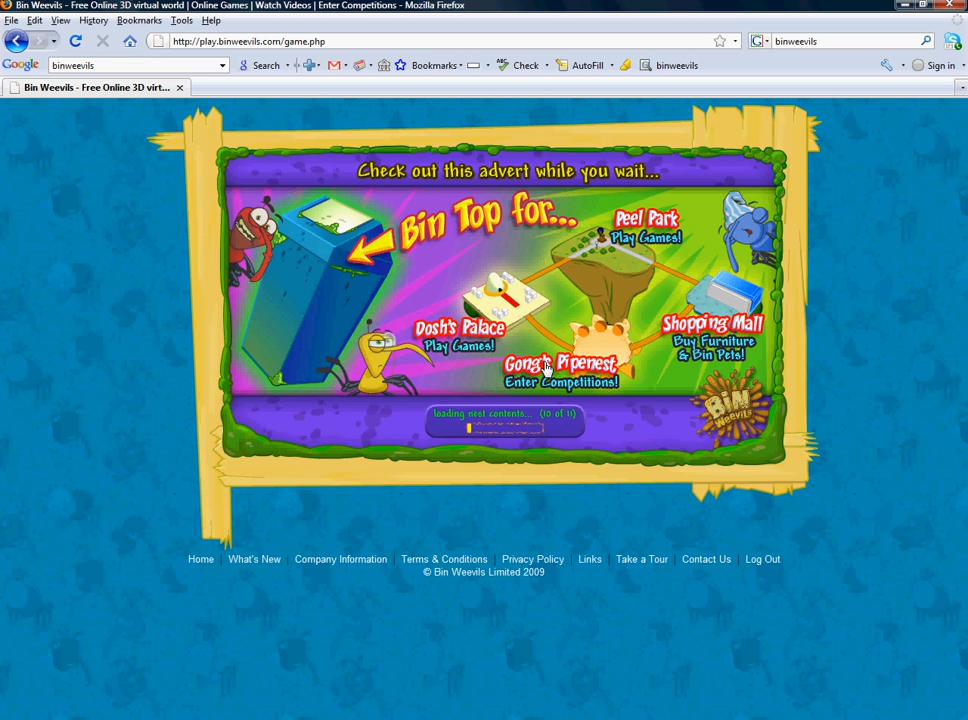 Bin Weevils - Free Online 3D virtual world | Online Games | Watch Videos | Enter Competitions - Mozilla Firefox
File Edit View History Bookmarks Tools Help
http://play.binweevils.com/game.php
G binweevils
Google binweevils G Search M Bookmarks Check AutoFill binweevils Sign in
Bin Weevils - Free Online 3D virt...
Check out this advert while you wait...
Bin Top for...
Peel Park
Play Games!
Dosh's Palace
Play Games!
Shopping Mall
Buy Furniture
& Bin Pets!
Gong's Pipenest
Enter Competitions!
BiN
WEEVILS
loading nest contents... (10 of 11)
Home | What's New | Company Information | Terms & Conditions | Privacy Policy | Links | Take a Tour | Contact Us | Log Out
© Bin Weevils Limited 2009